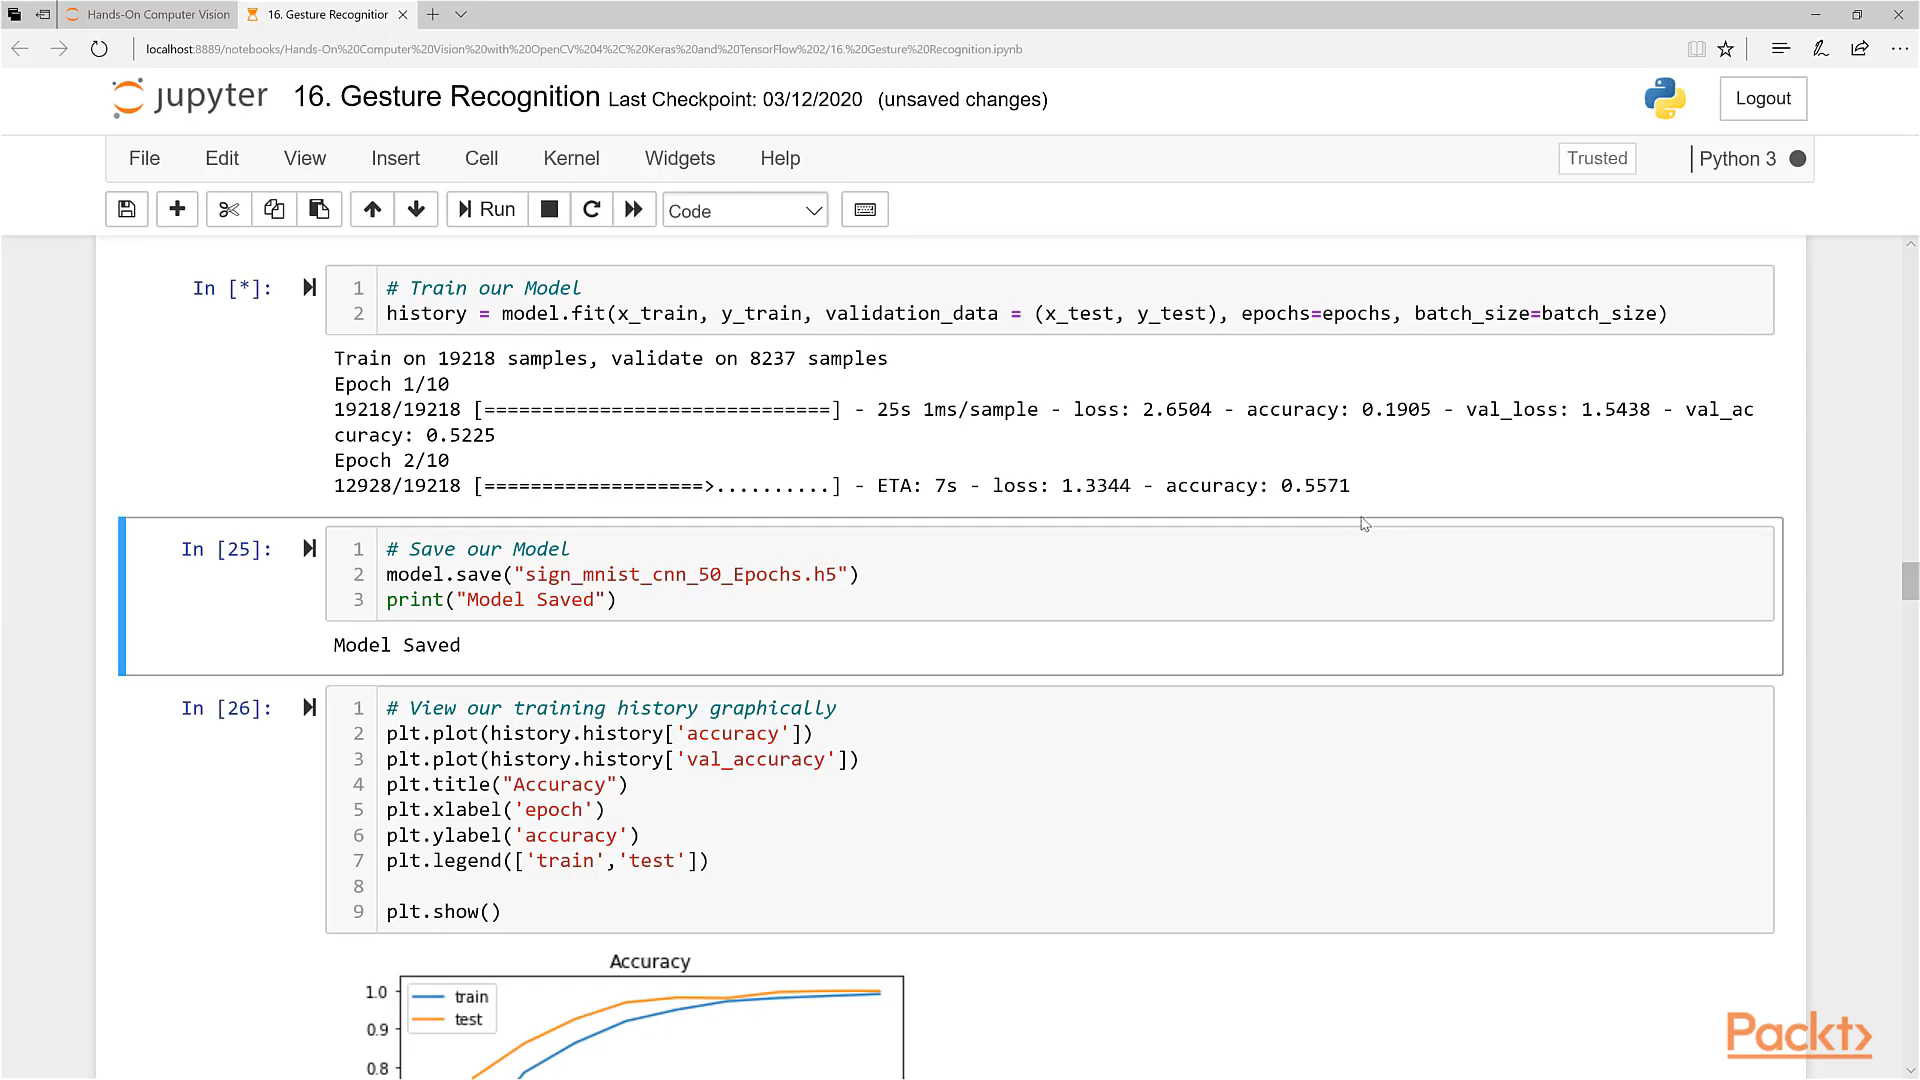 Hands-On Computer Vision
16. Gesture Recognitior
localhost:8889/notebooks/Hands-On%20Computer%20Vision%20with%20OpenCV%204%2C%20Keras%20and%20TensorFlow%202/16.%20Gesture%20Recognition.ipynb
jupyter 16. Gesture Recognition Last Checkpoint: 03/12/2020 (unsaved changes)
Logout
File Edit View Insert Cell Kernel Widgets Help
Trusted
Python 3
Run
Code
In [*]:
1 # Train our Model
2 history = model.fit(x_train, y_train, validation_data = (x_test, y_test), epochs=epochs, batch_size=batch_size)
Train on 19218 samples, validate on 8237 samples
Epoch 1/10
19218/19218 [==============================] - 25s 1ms/sample - loss: 2.6504 - accuracy: 0.1905 - val_loss: 1.5438 - val_ac
curacy: 0.5225
Epoch 2/10
12928/19218 [===================>..........] - ETA: 7s - loss: 1.3344 - accuracy: 0.5571
In [25]:
1 # Save our Model
2 model.save("sign_mnist_cnn_50_Epochs.h5")
3 print("Model Saved")
Model Saved
In [26]:
1 # View our training history graphically
2 plt.plot(history.history['accuracy'])
3 plt.plot(history.history['val_accuracy'])
4 plt.title("Accuracy")
5 plt.xlabel('epoch')
6 plt.ylabel('accuracy')
7 plt.legend(['train','test'])
8
9 plt.show()
Accuracy
1.0
train
test
0.9
0.8
Packt>